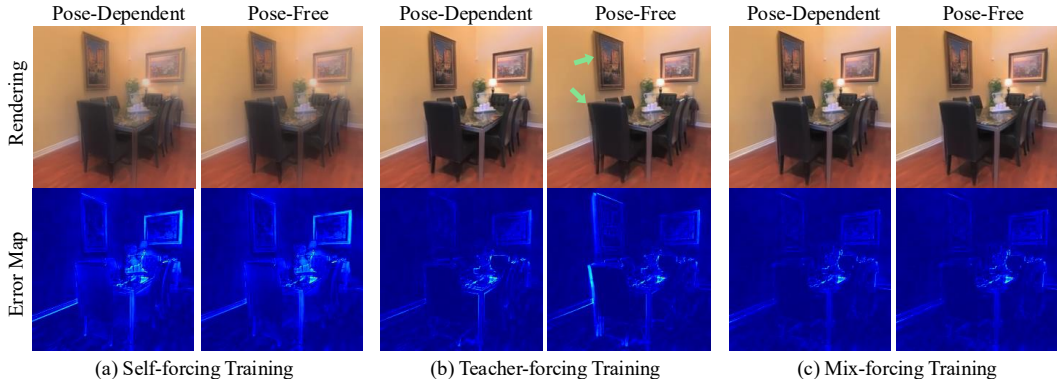 Pose-Dependent Pose-Free Pose-Dependent Pose-Free Pose-Dependent Pose-Free
Rendering
Error Map
(a) Self-forcing Training (b) Teacher-forcing Training (c) Mix-forcing Training